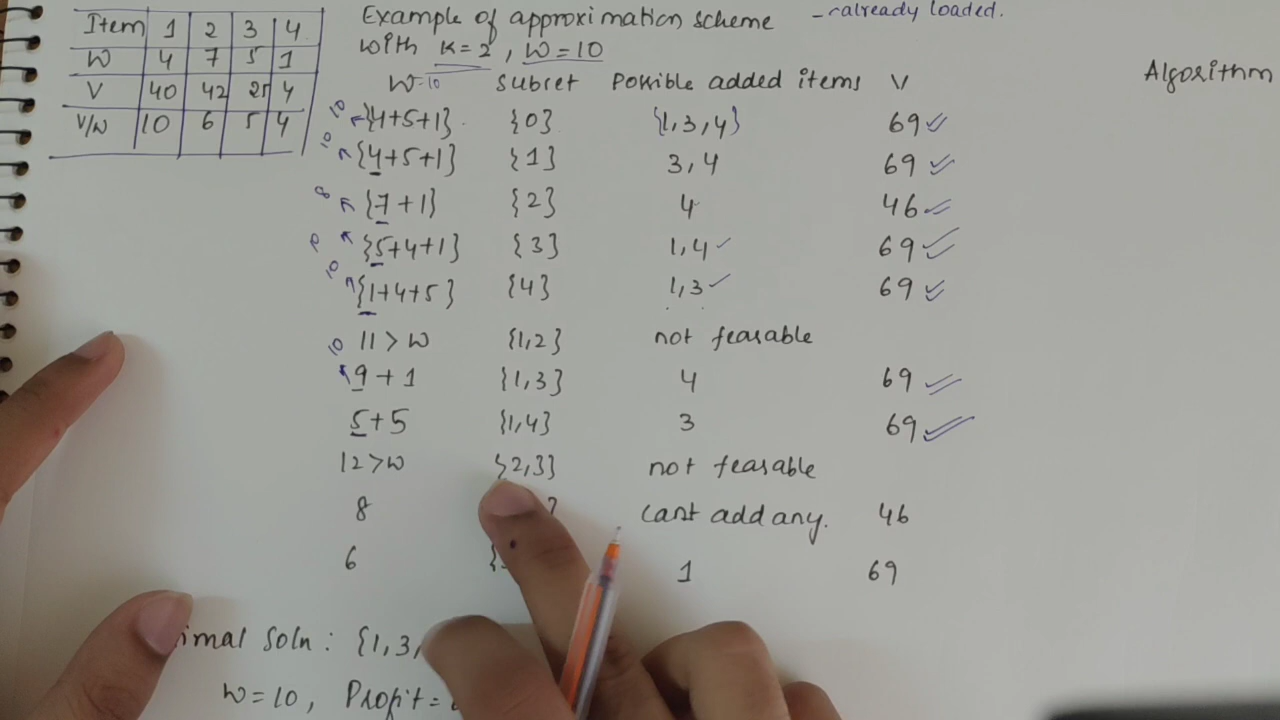 Example of approximation scheme - already loaded.
with K=2, W=10
Item 1 2 3 4
W 4 7 5 1
V 40 42 25 4
V/W 10 6 5 4
Algorithm
W=10 subset possible added items V
10 {4+5+1} {0} {1,3,4} 69 ✓
{4+5+1} {1} 3,4 69 ✓
8 {7+1} {2} 4 46 ✓
{5+4+1} {3} 1,4 ✓ 69 ✓
10 {1+4+5} {4} 1,3 ✓ 69 ✓
11 > W {1,2} not feasable
10 9+1 {1,3} 4 69 ✓
5+5 {1,4} 3 69 ✓
12 > W {2,3} not feasable
8 cant add any. 46
6 1 69
imal soln: {1,3,
W=10, Profit=